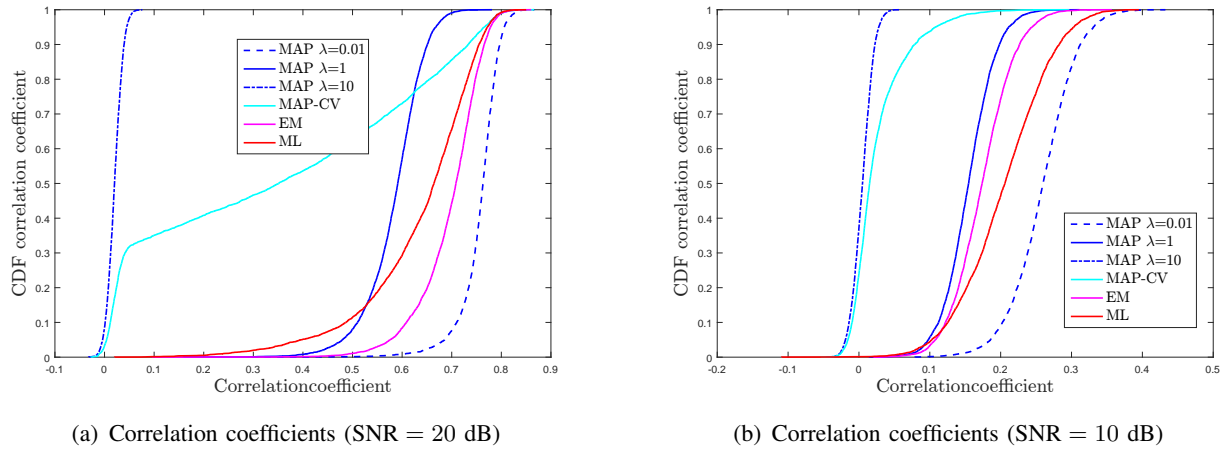 CDF correlation coefficient
1
0.9
0.8
0.7
0.6
0.5
0.4
0.3
0.2
0.1
0
-0.1 0 0.1 0.2 0.3 0.4 0.5 0.6 0.7 0.8 0.9
Correlationcoefficient
MAP λ=0.01
MAP λ=1
MAP λ=10
MAP-CV
EM
ML
(a) Correlation coefficients (SNR = 20 dB)
CDF correlation coefficient
1
0.9
0.8
0.7
0.6
0.5
0.4
0.3
0.2
0.1
0
-0.2 -0.1 0 0.1 0.2 0.3 0.4 0.5
Correlationcoefficient
MAP λ=0.01
MAP λ=1
MAP λ=10
MAP-CV
EM
ML
(b) Correlation coefficients (SNR = 10 dB)